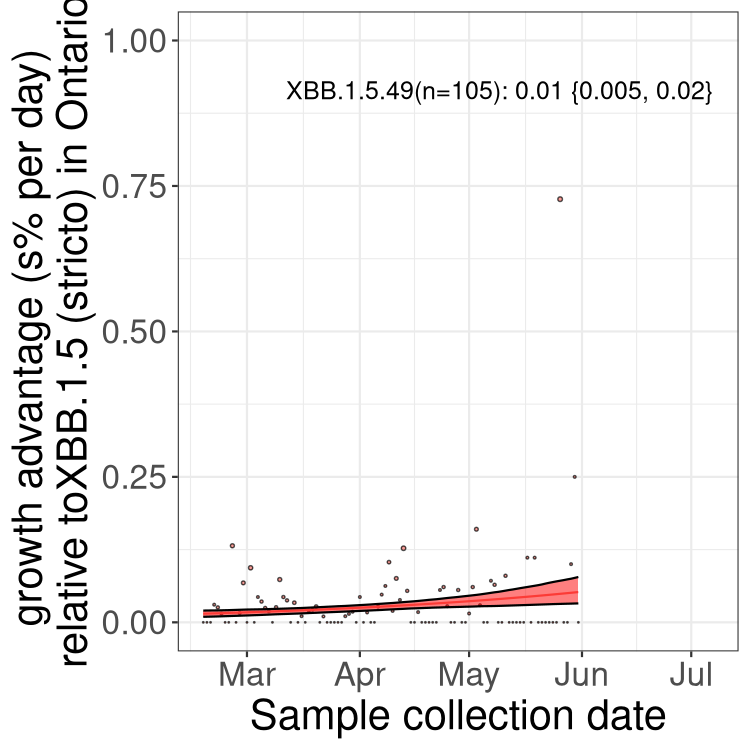 growth advantage (s% per day)
relative toXBB.1.5 (stricto) in Ontario
1.00
0.75
0.50
0.25
0.00
XBB.1.5.49(n=105): 0.01 {0.005, 0.02}
Mar
Apr
May
Jun
Jul
Sample collection date